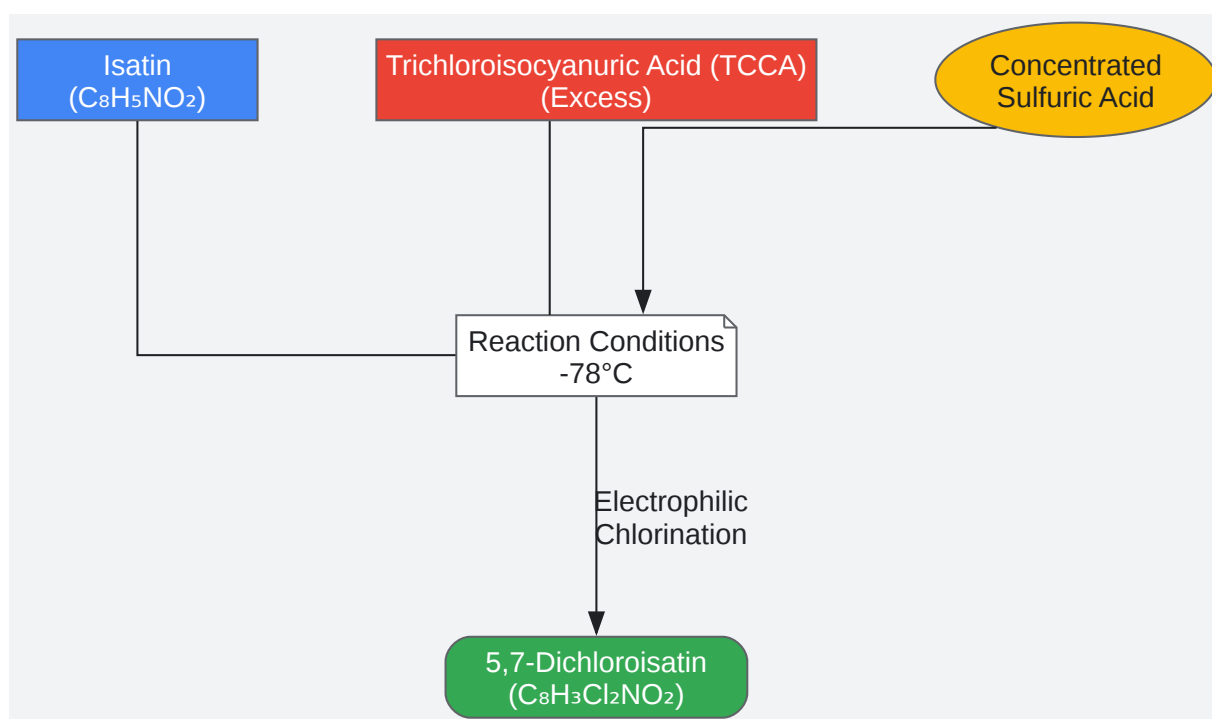 Isatin
(C₈H₅NO₂)
Trichloroisocyanuric Acid (TCCA)
(Excess)
Concentrated
Sulfuric Acid
Reaction Conditions
-78°C
Electrophilic
Chlorination
5,7-Dichloroisatin
(C₈H₃Cl₂NO₂)